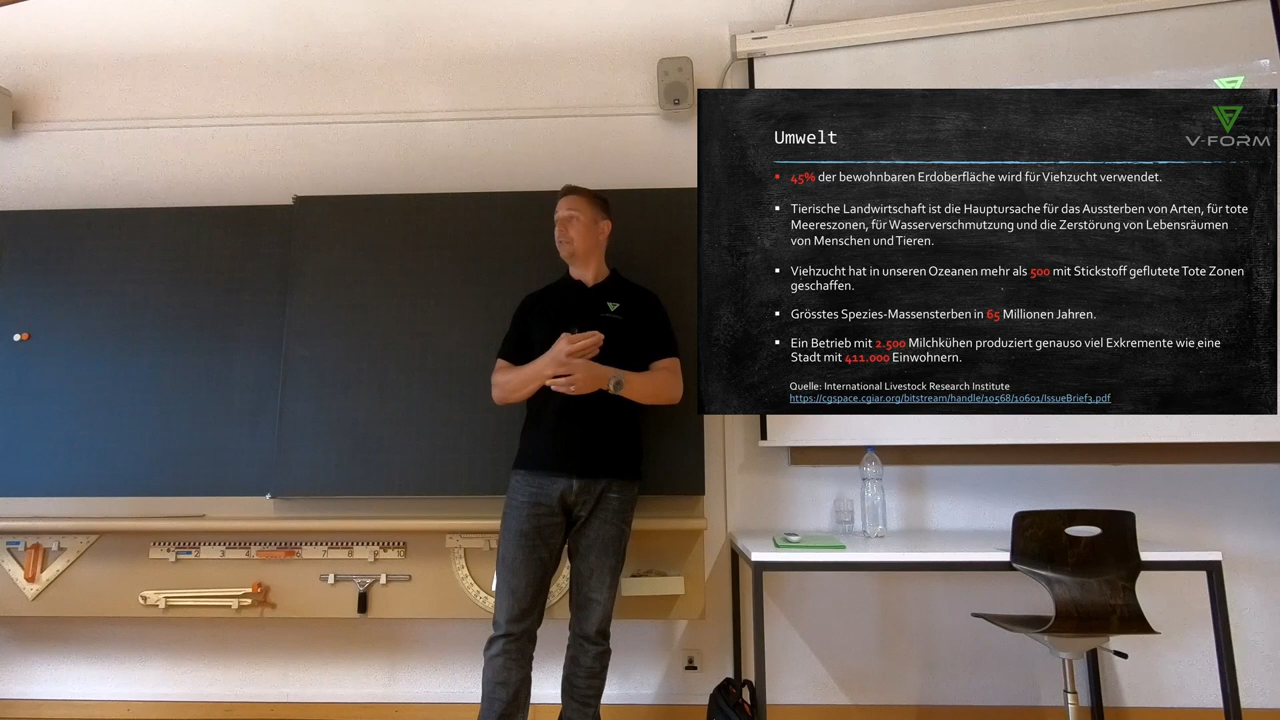 Umwelt
V-FORM
45% der bewohnbaren Erdoberfläche wird für Viehzucht verwendet.
Tierische Landwirtschaft ist die Hauptursache für das Aussterben von Arten, für tote
Meereszonen, für Wasserverschmutzung und die Zerstörung von Lebensräumen
von Menschen und Tieren.
Viehzucht hat in unseren Ozeanen mehr als 500 mit Stickstoff geflutete Tote Zonen
geschaffen.
Grösstes Spezies-Massensterben in 65 Millionen Jahren.
Ein Betrieb mit 2.500 Milchkühen produziert genauso viel Exkremente wie eine
Stadt mit 411.000 Einwohnern.
Quelle: International Livestock Research Institute
https://cgspace.cgiar.org/bitstream/handle/10568/10601/IssueBrief3.pdf